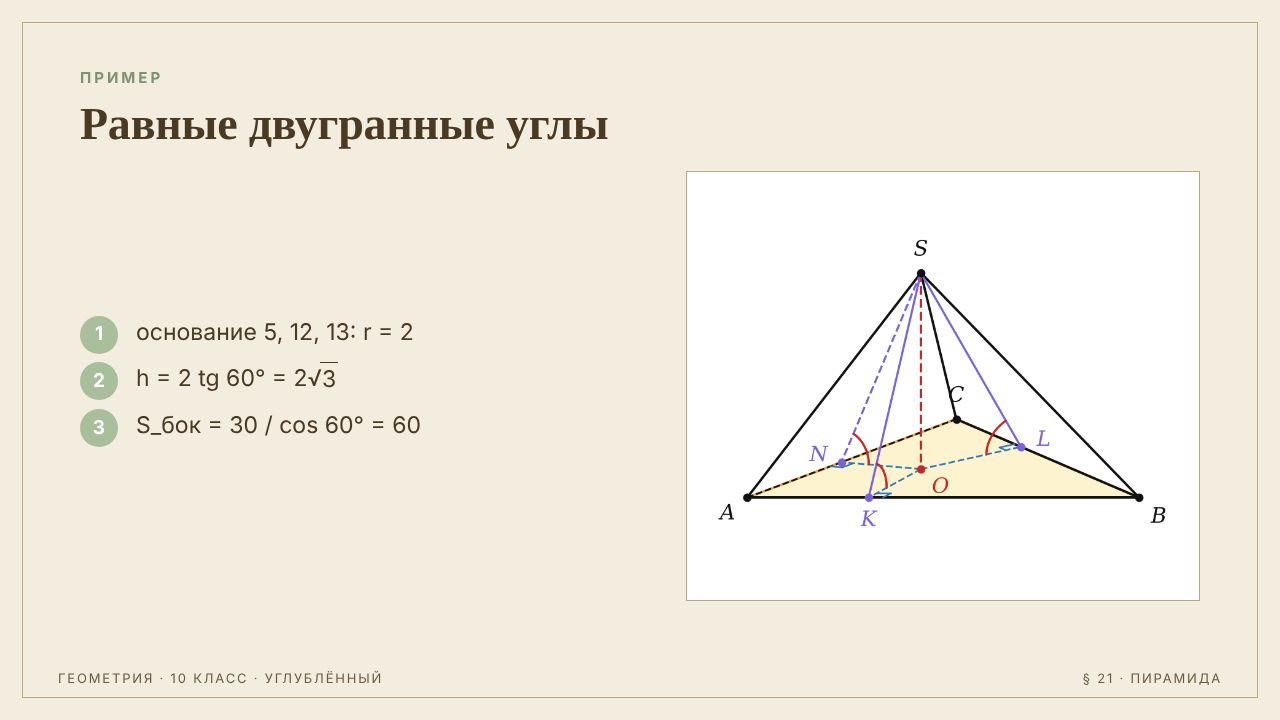 ПРИМЕР
Равные двугранные углы
1 основание 5, 12, 13: r = 2
2 h = 2 tg 60° = 2√3
3 S_бок = 30 / cos 60° = 60
S
C
N
L
O
A
K
B
ГЕОМЕТРИЯ · 10 КЛАСС · УГЛУБЛЁННЫЙ
§ 21 · ПИРАМИДА